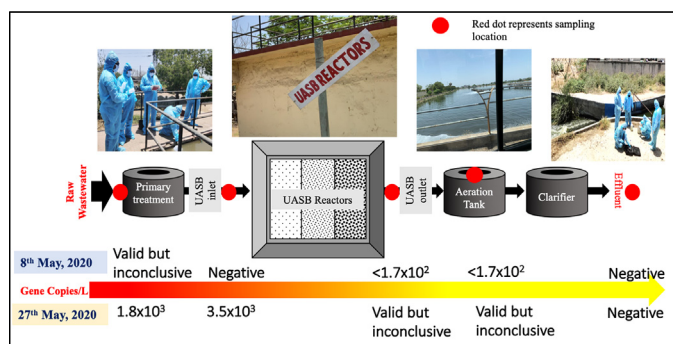 Red dot represents sampling
location
UASB REACTORS
Raw
Wastewater
Primary
treatment
UASB
inlet
UASB Reactors
UASB
outlet
Aeration
Tank
Clarifier
Effluent
8th May, 2020
Valid but
inconclusive
Negative
<1.7x10²
<1.7x10²
Negative
Gene Copies/L
27th May, 2020
1.8x10³
3.5x10³
Valid but
inconclusive
Valid but
inconclusive
Negative